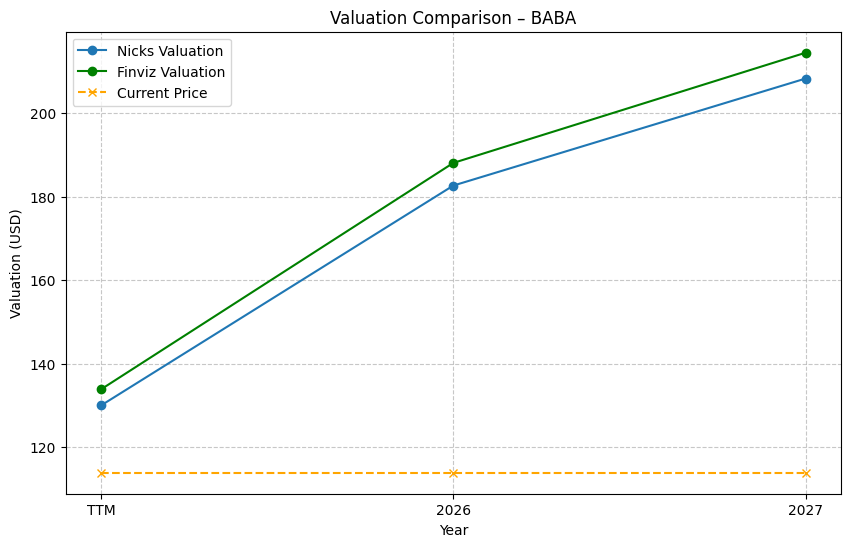 Valuation Comparison – BABA
Nicks Valuation
Finviz Valuation
Current Price
Valuation (USD)
200
180
160
140
120
TTM
2026
2027
Year